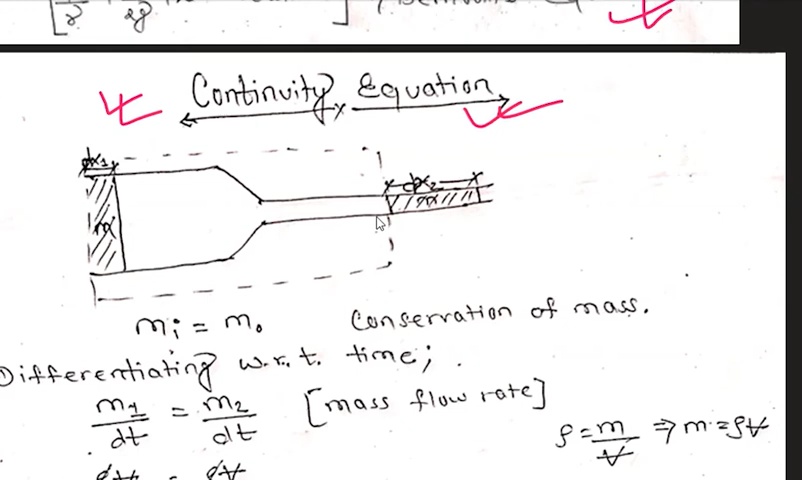 Continuity Equation
dx₁
dx₂
m
m
mᵢ = m₀ Conservation of mass.
Differentiating w.r.t. time;
m₁/dt = m₂/dt [mass flow rate]
ρ = m/V ⇒ m = ρV